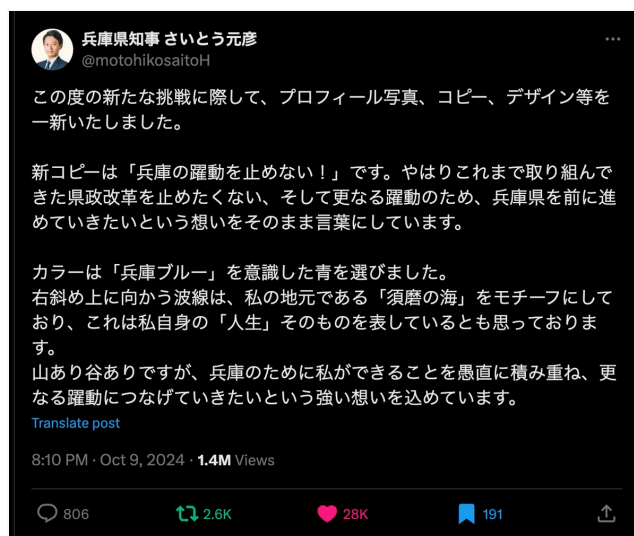 兵庫県知事 さいとう元彦
@motohikosaitoH
この度の新たな挑戦に際して、プロフィール写真、コピー、デザイン等を
一新いたしました。
新コピーは「兵庫の躍動を止めない！」です。やはりこれまで取り組んで
きた県政改革を止めたくない、そして更なる躍動のため、兵庫県を前に進
めていきたいという想いをそのまま言葉にしています。
カラーは「兵庫ブルー」を意識した青を選びました。
右斜め上に向かう波線は、私の地元である「須磨の海」をモチーフにして
おり、これは私自身の「人生」そのものを表しているとも思っておりま
す。
山あり谷ありですが、兵庫のために私ができることを愚直に積み重ね、更
なる躍動につなげていきたいという強い想いを込めています。
Translate post
8:10 PM · Oct 9, 2024 · 1.4M Views
806 2.6K 28K 191